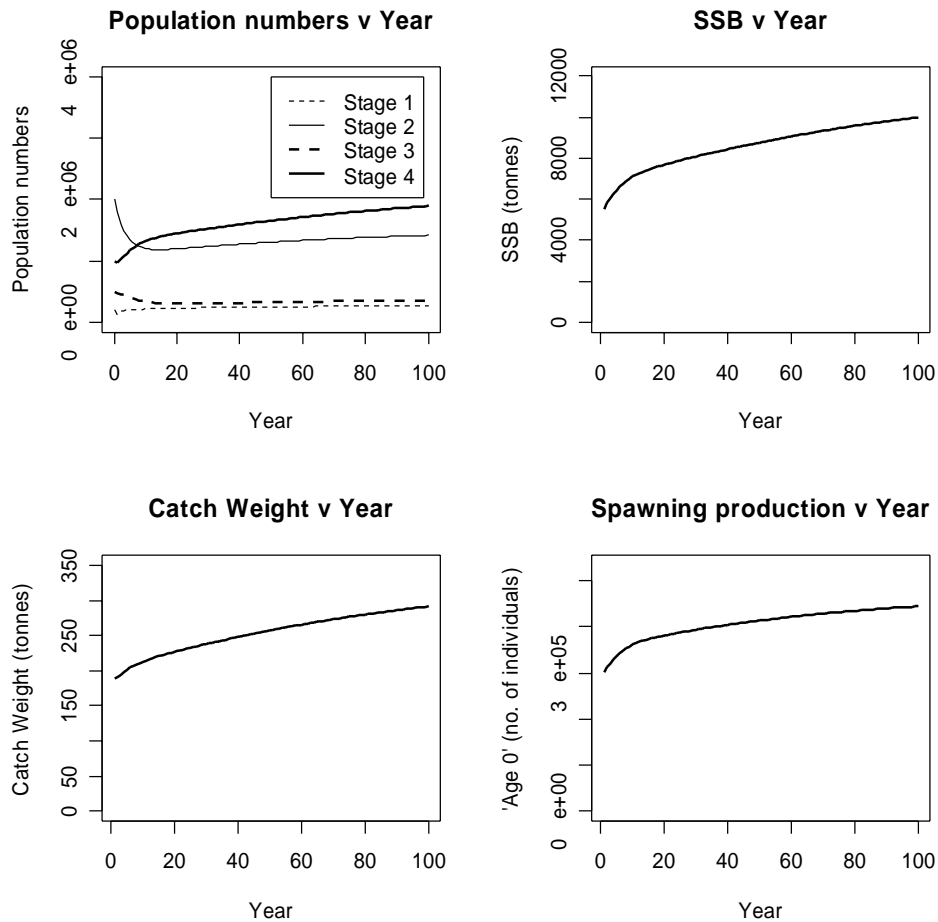 Population numbers v Year
Population numbers
0 e+00
2 e+06
4 e+06
Stage 1
Stage 2
Stage 3
Stage 4
0 20 40 60 80 100
Year
SSB v Year
SSB (tonnes)
0 4000 8000 12000
0 20 40 60 80 100
Year
Catch Weight v Year
Catch Weight (tonnes)
0 50 150 250 350
0 20 40 60 80 100
Year
Spawning production v Year
'Age 0' (no. of individuals)
0 e+00
3 e+05
0 20 40 60 80 100
Year